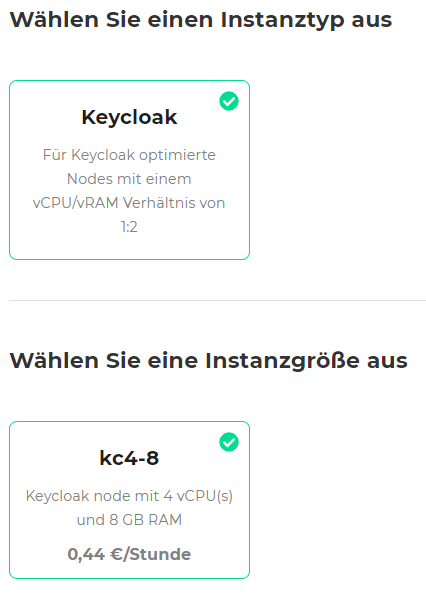 Wählen Sie einen Instanztyp aus
Keycloak
Für Keycloak optimierte
Nodes mit einem
vCPU/vRAM Verhältnis von
1:2
Wählen Sie eine Instanzgröße aus
kc4-8
Keycloak node mit 4 vCPU(s)
und 8 GB RAM
0,44 €/Stunde